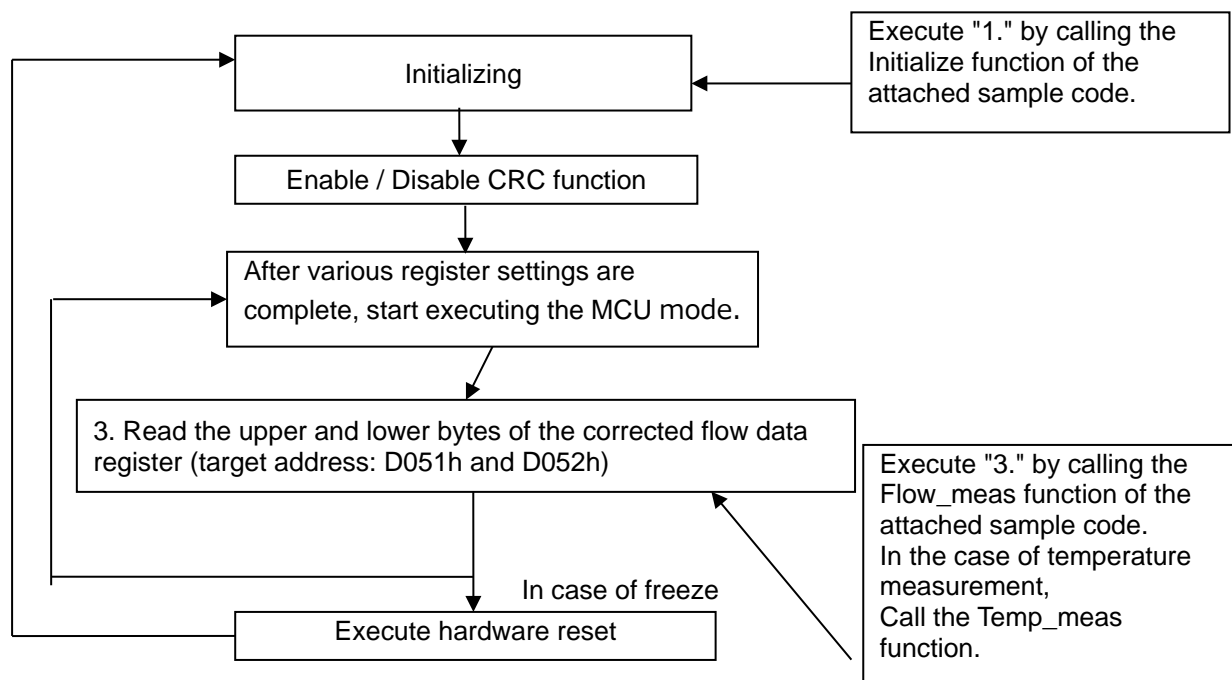 Execute "1." by calling the
Initialize function of the
attached sample code.
Initializing
Enable / Disable CRC function
After various register settings are
complete, start executing the MCU mode.
3. Read the upper and lower bytes of the corrected flow data
register (target address: D051h and D052h)
Execute "3." by calling the
Flow_meas function of the
attached sample code.
In the case of temperature
measurement,
Call the Temp_meas
function.
In case of freeze
Execute hardware reset